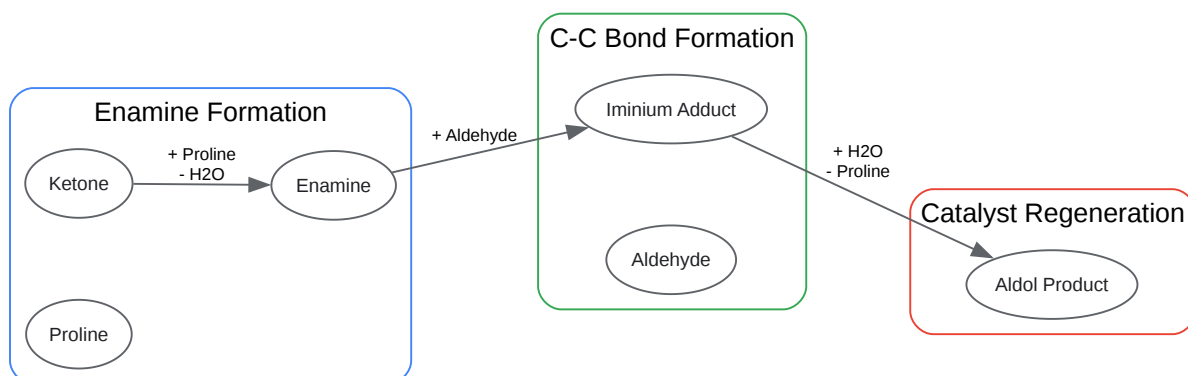 C-C Bond Formation
Iminium Adduct
Enamine Formation
+ Aldehyde
+ Proline
- H2O
+ H2O
- Proline
Ketone
Enamine
Catalyst Regeneration
Aldehyde
Aldol Product
Proline